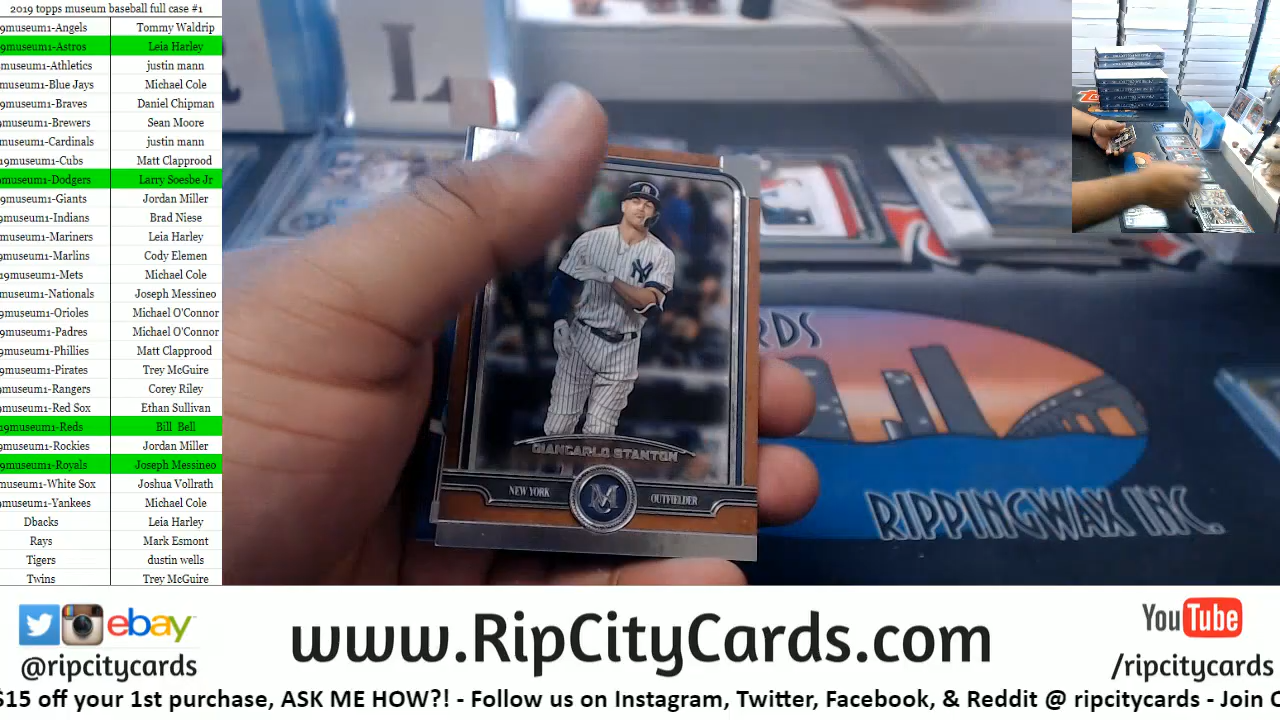 2019 topps museum baseball full case #1
9museum1-Angels Tommy Waldrip
9museum1-Astros Leia Harley
museum1-Athletics justin mann
museum1-Blue Jays Michael Cole
9museum1-Braves Daniel Chipman
museum1-Brewers Sean Moore
museum1-Cardinals justin mann
19museum1-Cubs Matt Clapprood
museum1-Dodgers Larry Soesbe Jr
9museum1-Giants Jordan Miller
museum1-Indians Brad Niese
museum1-Mariners Leia Harley
museum1-Marlins Cody Elemen
19museum1-Mets Michael Cole
museum1-Nationals Joseph Messineo
museum1-Orioles Michael O'Connor
museum1-Padres Michael O'Connor
museum1-Phillies Matt Clapprood
9museum1-Pirates Trey McGuire
museum1-Rangers Corey Riley
museum1-Red Sox Ethan Sullivan
19museum1-Reds Bill Bell
museum1-Rockies Jordan Miller
9museum1-Royals Joseph Messineo
museum1-White Sox Joshua Vollrath
museum1-Yankees Michael Cole
Dbacks Leia Harley
Rays Mark Esmont
Tigers dustin wells
Twins Trey McGuire
GIANCARLO STANTON
NEW YORK M OUTFIELDER
RDS
RIPPINGWAX INC.
ebay
@ripcitycards
www.RipCityCards.com
YouTube
/ripcitycards
$15 off your 1st purchase, ASK ME HOW?! - Follow us on Instagram, Twitter, Facebook, & Reddit @ ripcitycards - Join